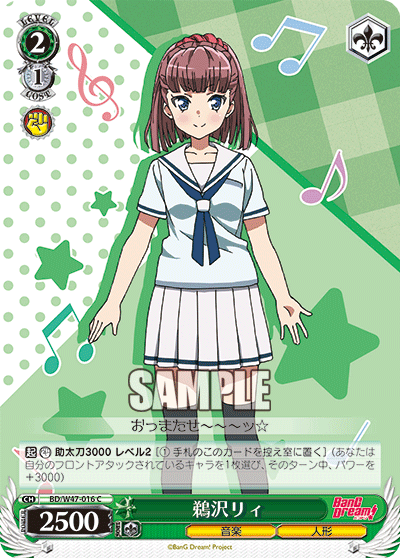 LEVEL
2
1
COST
SAMPLE
おっまたせ～～～ッ☆
起 助太刀3000 レベル2 [① 手札のこのカードを控え室に置く] (あなたは
自分のフロントアタックされているキャラを1枚選び、そのターン中、パワーを
+3000)
CH BD/W47-016 C
2500
鵜沢リィ
BanG Dream!
音楽 人形
©BanG Dream! Project